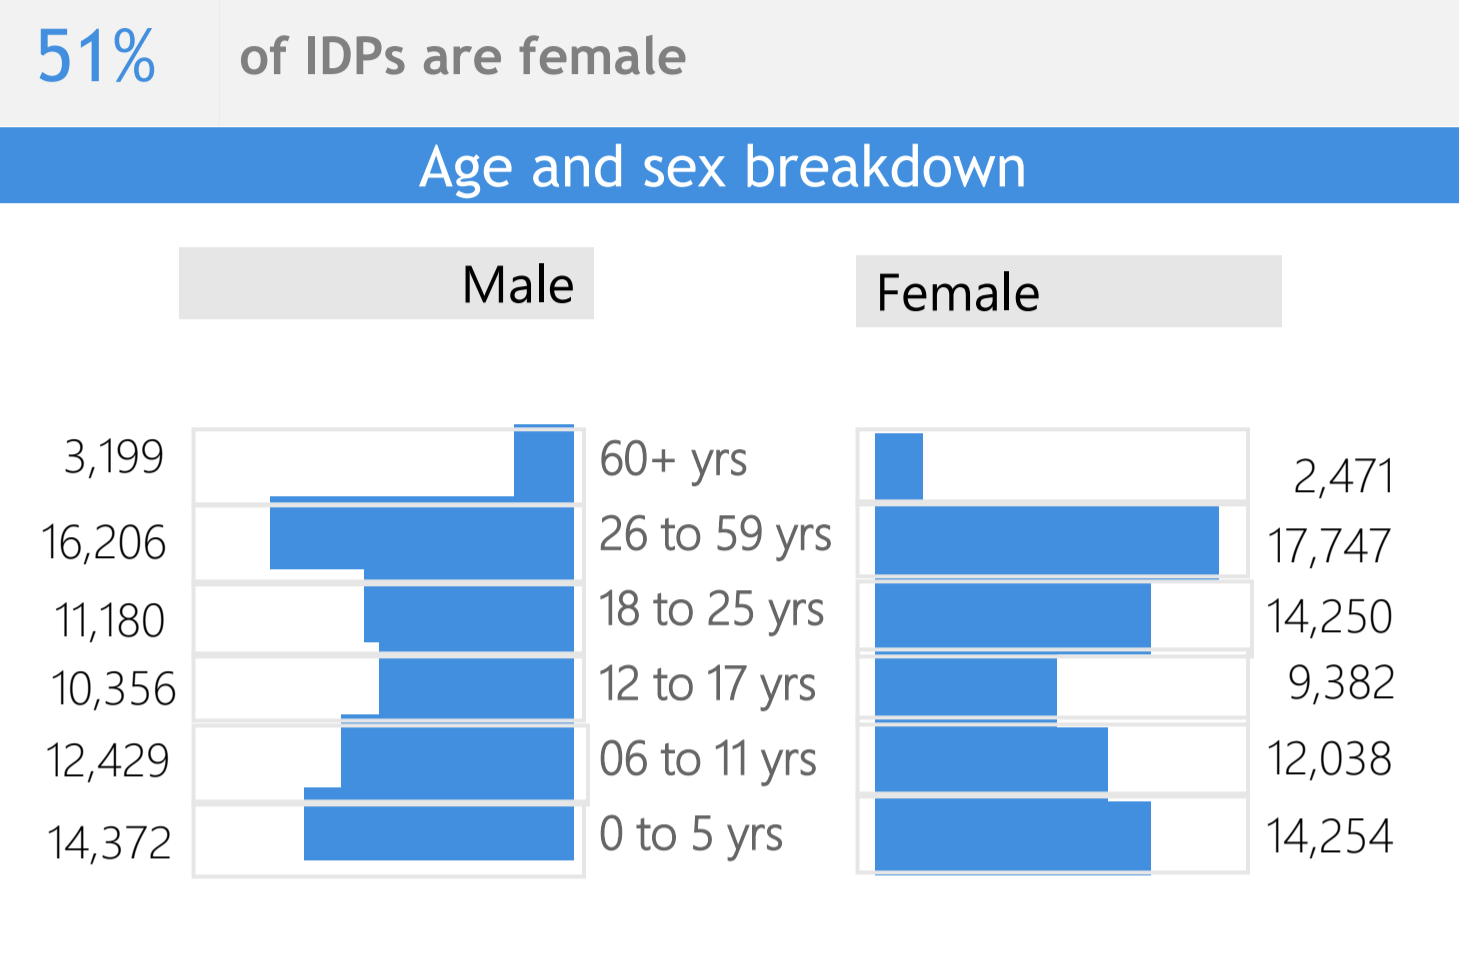 51% of IDPs are female
Age and sex breakdown
Male Female
3,199 60+ yrs 2,471
16,206 26 to 59 yrs 17,747
11,180 18 to 25 yrs 14,250
10,356 12 to 17 yrs 9,382
12,429 06 to 11 yrs 12,038
14,372 0 to 5 yrs 14,254